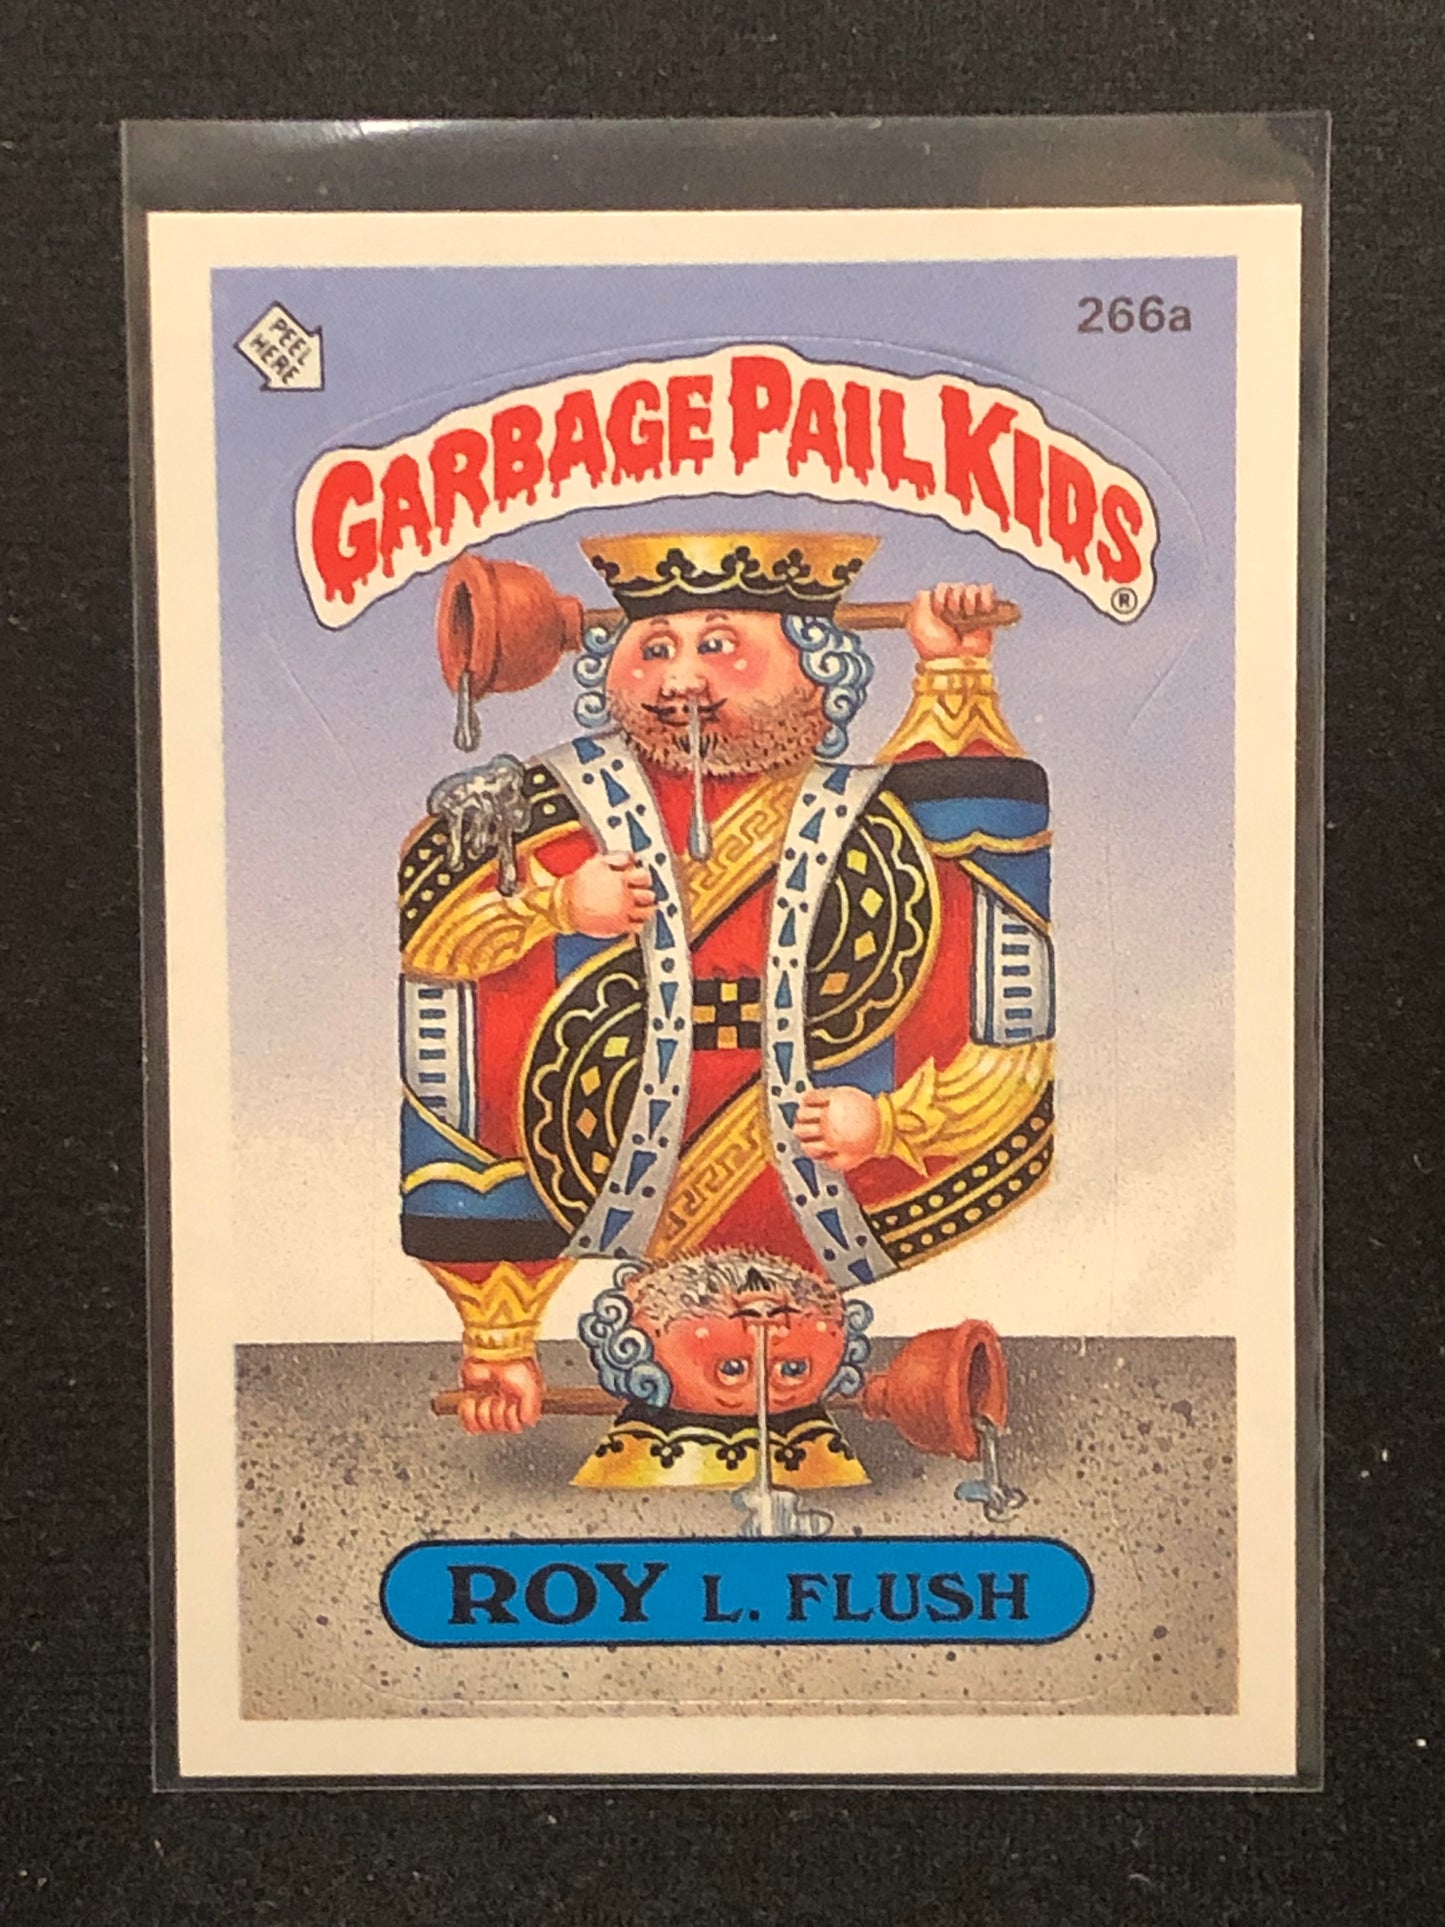 266a
PEEL
HERE
GARBAGE PAIL KIDS
®
ROY L. FLUSH